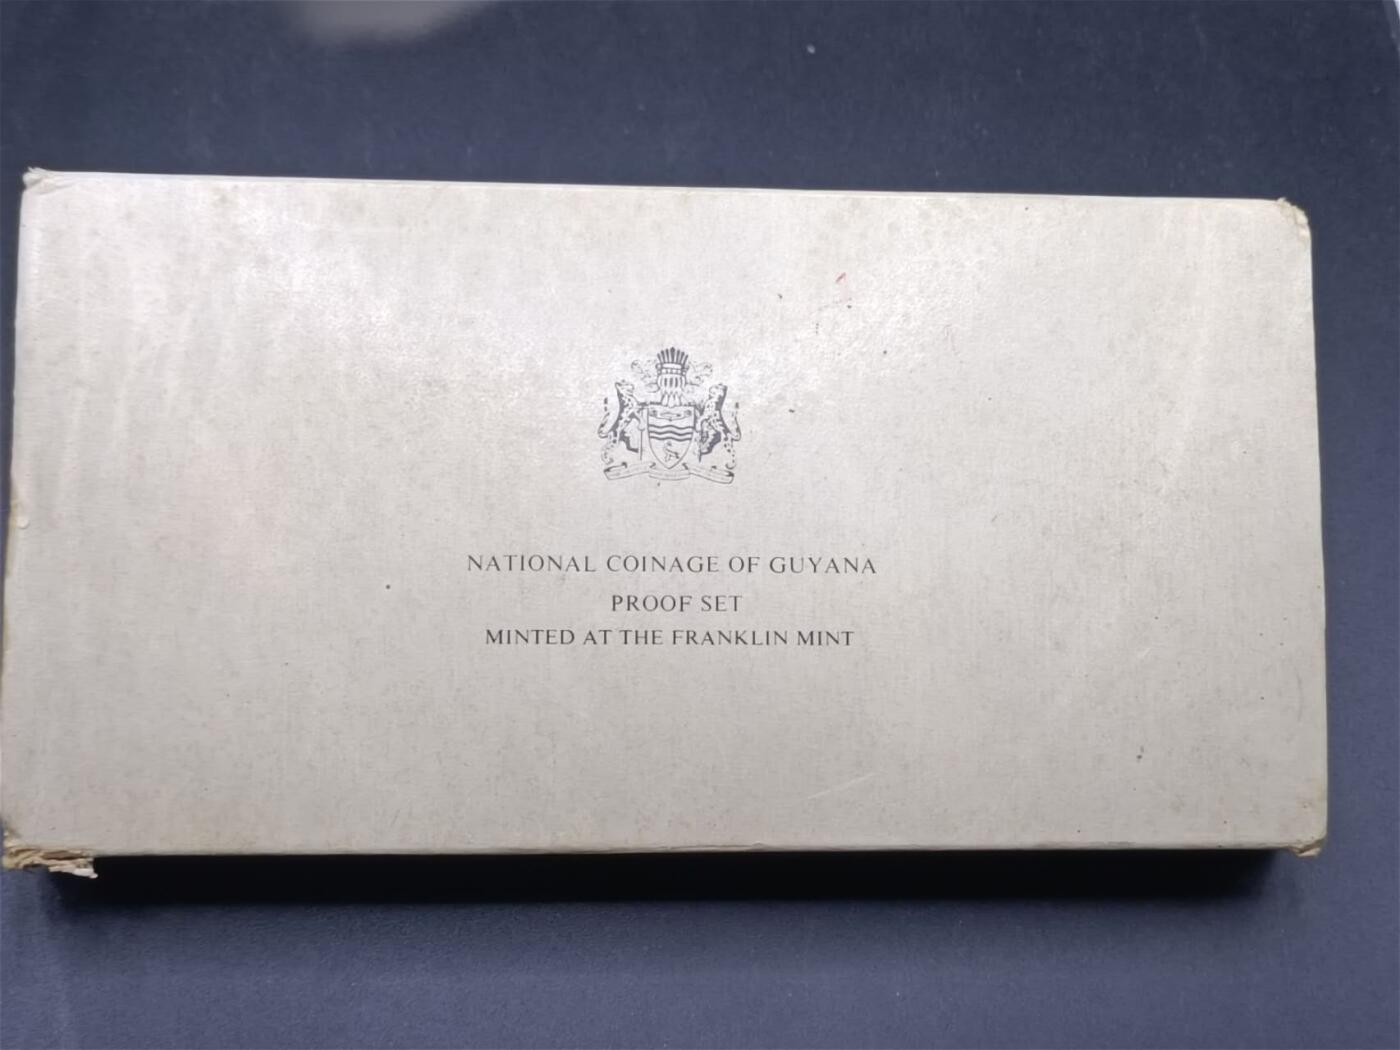 NATIONAL COINAGE OF GUYANA
PROOF SET
MINTED AT THE FRANKLIN MINT